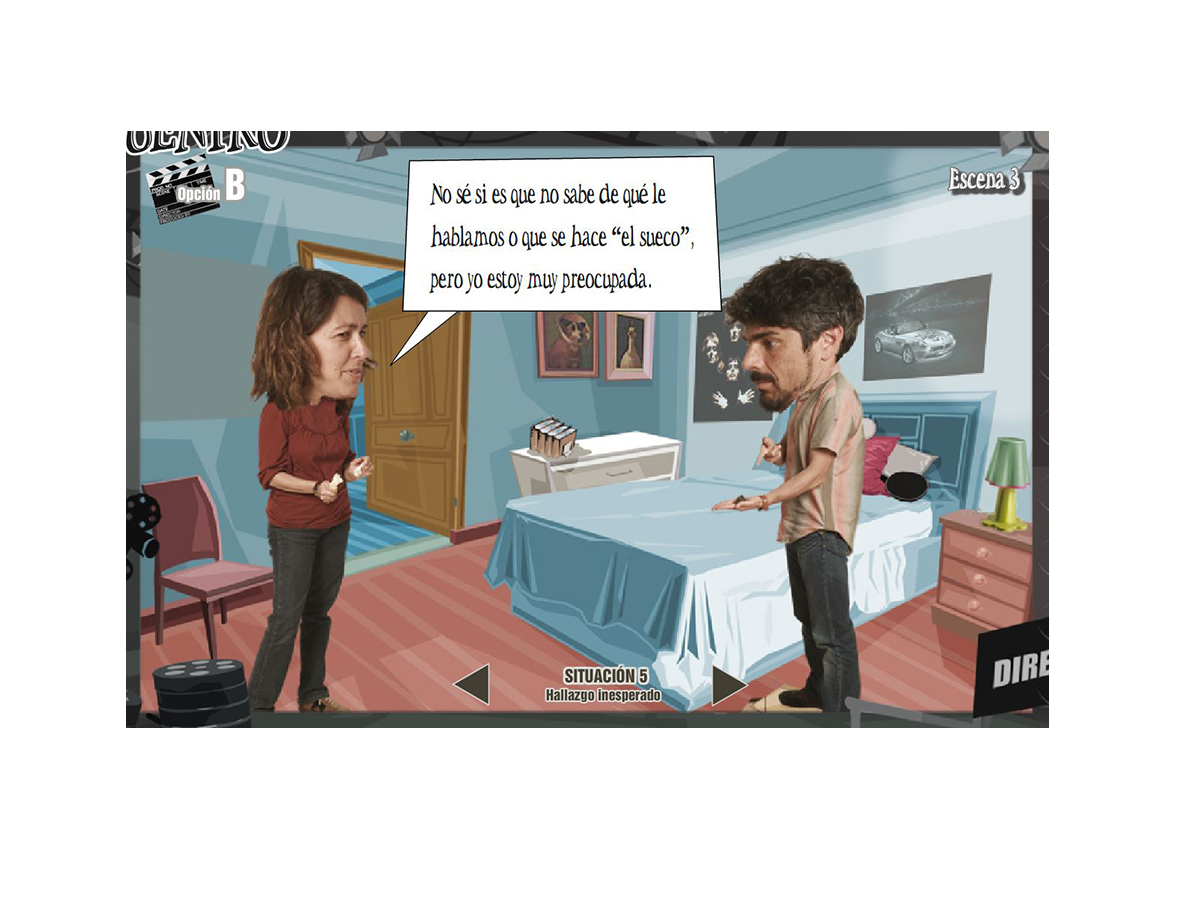 Opción B
Escena 3
No sé si es que no sabe de qué le
hablamos o que se hace “el sueco”,
pero yo estoy muy preocupada.
SITUACIÓN 5
Hallazgo inesperado
DIRE